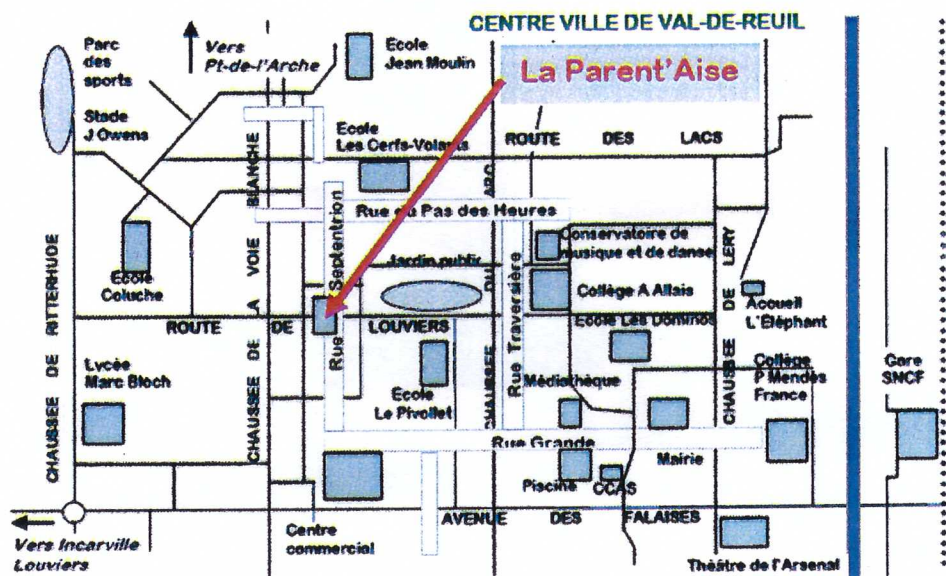 CENTRE VILLE DE VAL-DE-REUIL
La Parent'Aise
Parc
des
sports
Vers
Pt-de-l'Arche
Ecole
Jean Moulin
Stade
J Owens
Ecole
Les Cerfs-Volants
ROUTE DES LACS
Rue du Pas des Heures
Conservatoire de
musique et de danse
Jardin public
Collège A Allais
Ecole
Coluche
Accueil
L'Eléphant
ROUTE DE LOUVIERS
Ecole Les Dominos
Lycée
Marc Bloch
Ecole
Le Pivollet
Médiathèque
Collège
P Mendès
France
Gare
SNCF
Rue Grande
Mairie
Piscine
CCAS
Centre
commercial
AVENUE DES FALAISES
Théâtre de l'Arsenal
Vers Incarville
Louviers
CHAUSSEE DE RITTERHUDE
CHAUSSEE DE LA VOIE BLANCHE
Rue Septentrion
CHAUSSEE DU ARC
Rue Traversière
CHAUSSEE DE LERY